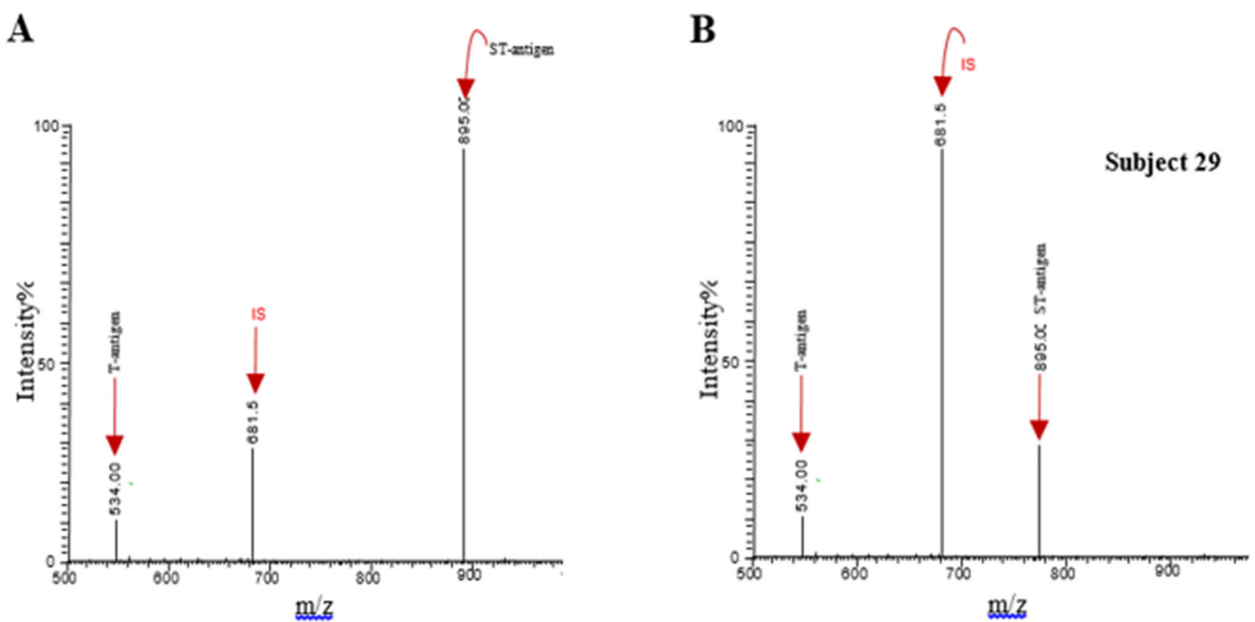 A
ST-antigen
895.00
100
T-antigen
IS
Intensity%
50
681.5
534.00
0
500 600 700 800 900
m/z
B
IS
681.5
100
Subject 29
T-antigen
895.00 ST-antigen
Intensity%
50
534.00
0
500 600 700 800 900
m/z